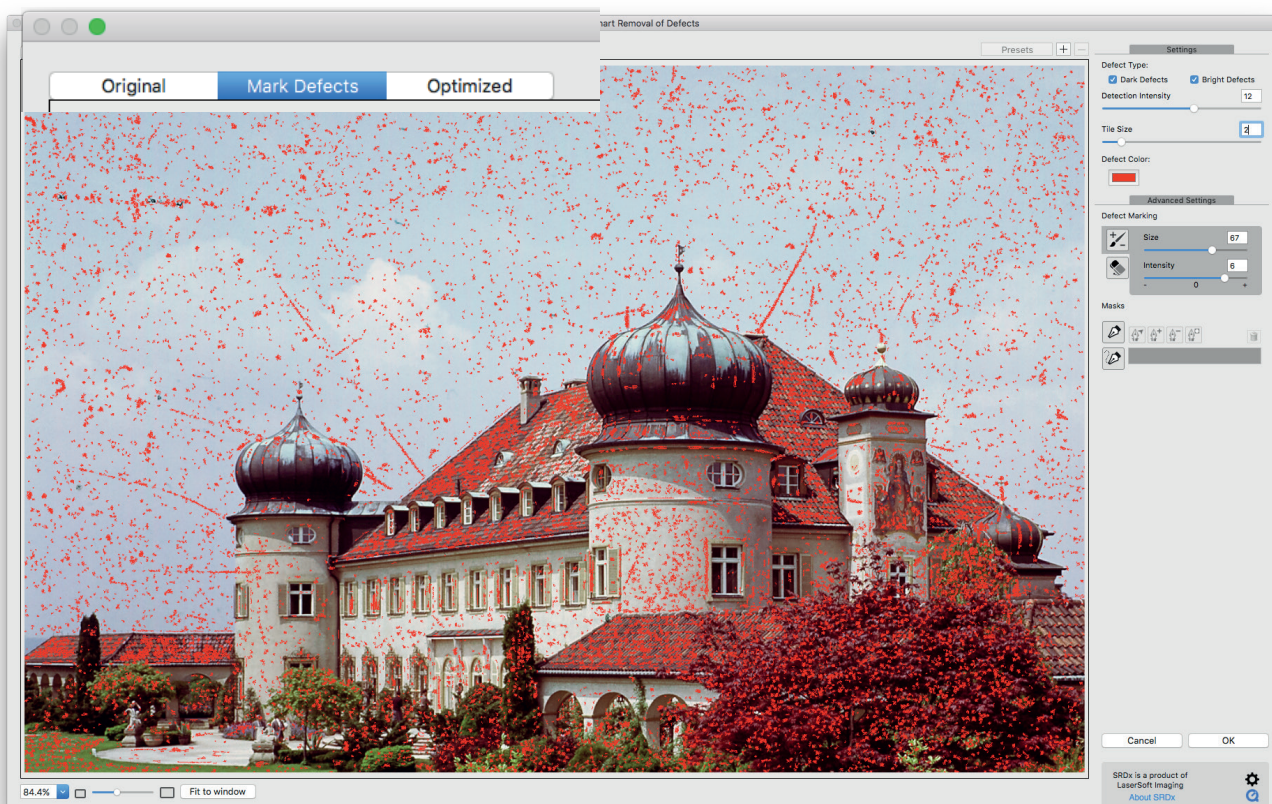 nart Removal of Defects
Original
Mark Defects
Optimized
Presets
+
−
Settings
Defect Type:
Dark Defects
Bright Defects
Detection Intensity
12
Tile Size
2
Defect Color:
Advanced Settings
Defect Marking
Size
67
Intensity
6
- 0 +
Masks
Cancel
OK
SRDx is a product of
LaserSoft Imaging
About SRDx
84.4%
Fit to window